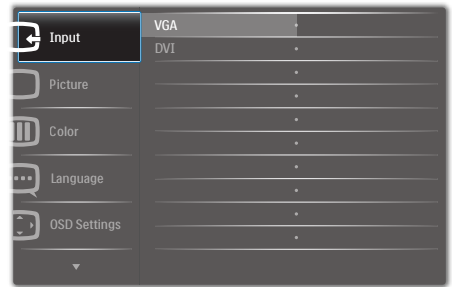 Input
Picture
Color
Language
OSD Settings
VGA
DVI